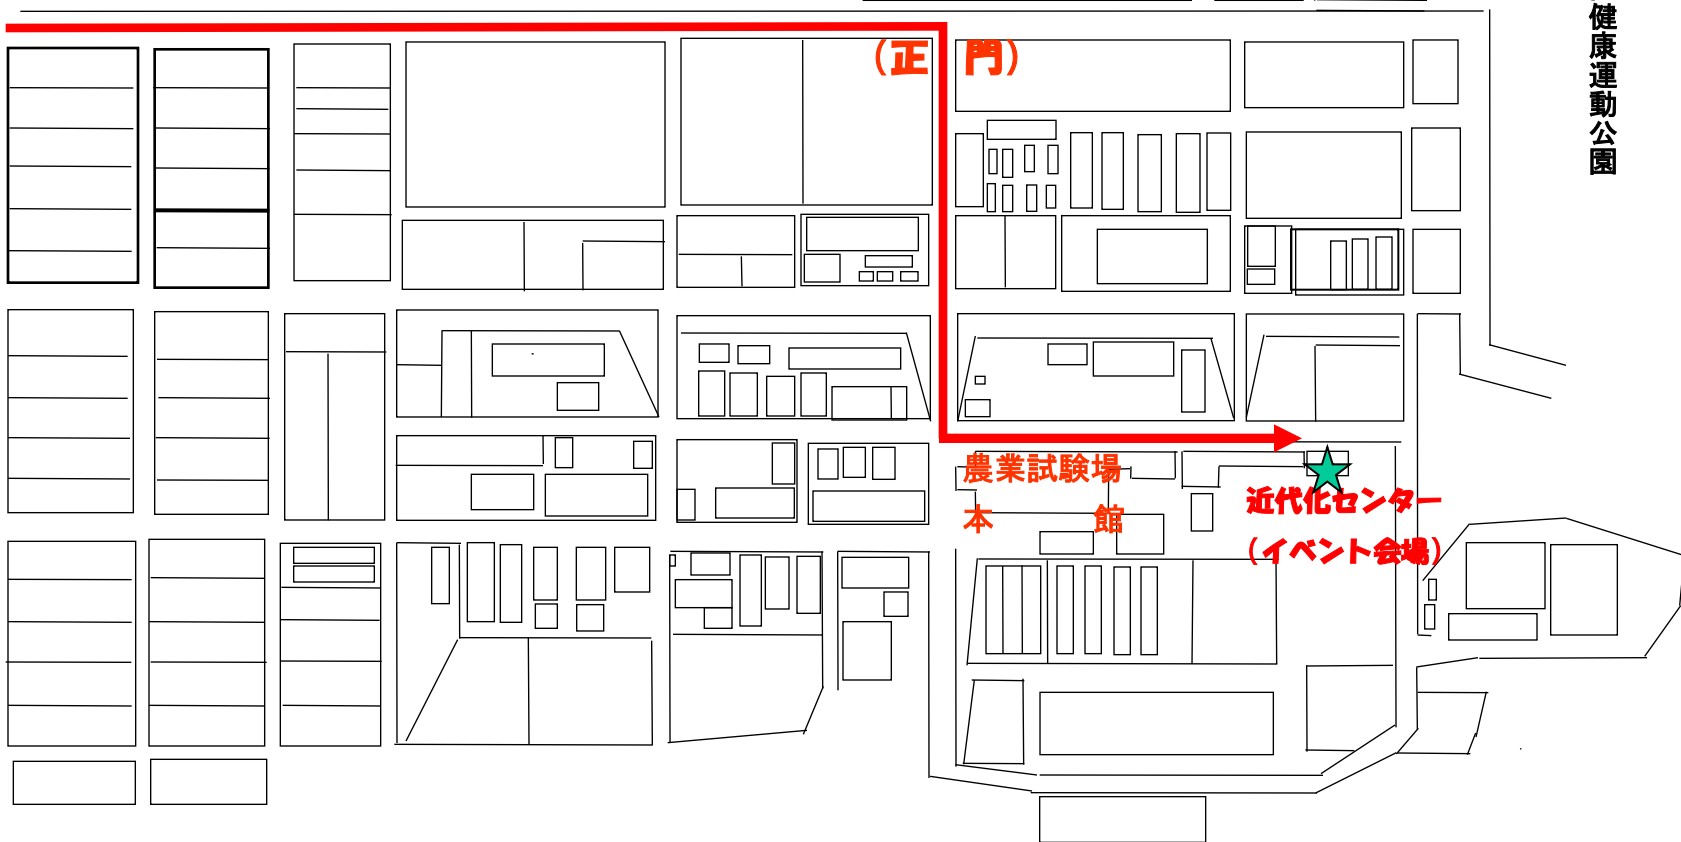 健康運動公園
（正　門）
農業試験場
本　　　館
近代化センター
（イベント会場）